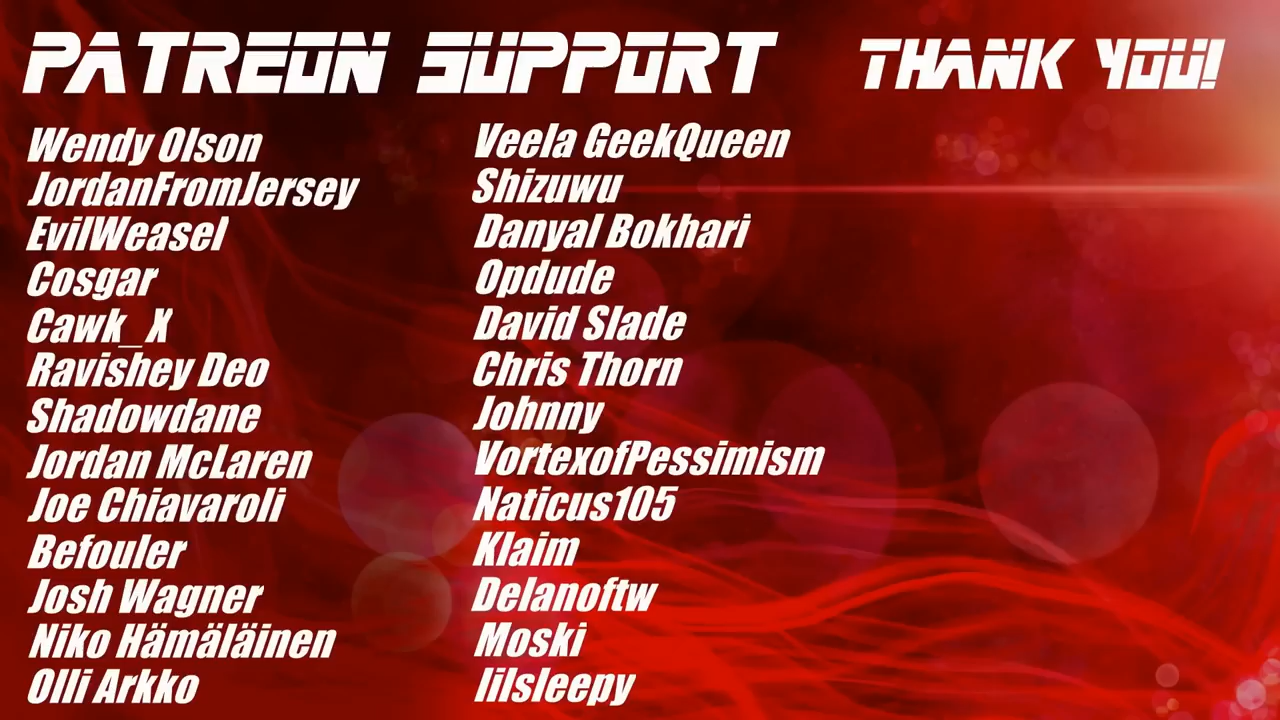 PATREON SUPPORT
THANK YOU!
Wendy Olson
JordanFromJersey
EvilWeasel
Cosgar
Cawk_X
Ravishey Deo
Shadowdane
Jordan McLaren
Joe Chiavaroli
Befouler
Josh Wagner
Niko Hämäläinen
Olli Arkko
Veela GeekQueen
Shizuwu
Danyal Bokhari
Opdude
David Slade
Chris Thorn
Johnny
VortexofPessimism
Naticus105
Klaim
Delanoftw
Moski
lilsleepy